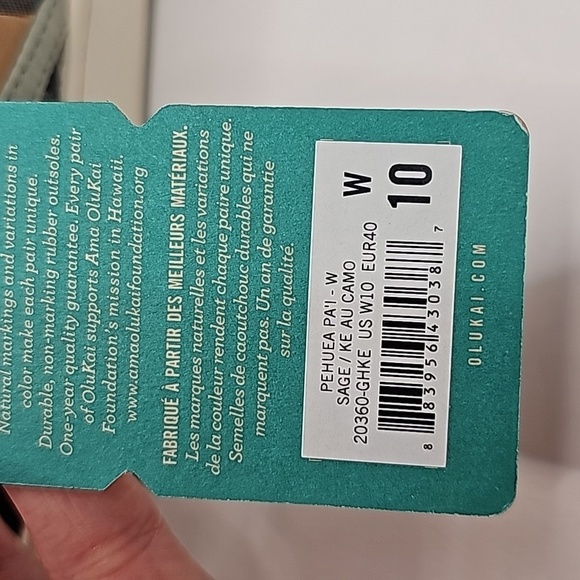 Natural markings and variations in
color make each pair unique.
Durable, non-marking rubber outsoles.
One-year quality guarantee. Every pair
of OluKai supports Ama OluKai
Foundation's mission in Hawaii.
www.amaolukaifoundation.org
FABRIQUÉ À PARTIR DES MEILLEURS MATÉRIAUX.
Les marques naturelles et les variations
de la couleur rendent chaque paire unique.
Semelles de caoutchouc durables qui ne
marquent pas. Un an de garantie
sur la qualité.
PEHUEA PA'I - W
SAGE / KE AU CAMO
20360-GHKE US W10 EUR40
8 83956 43038 7
W
10
OLUKAI.COM